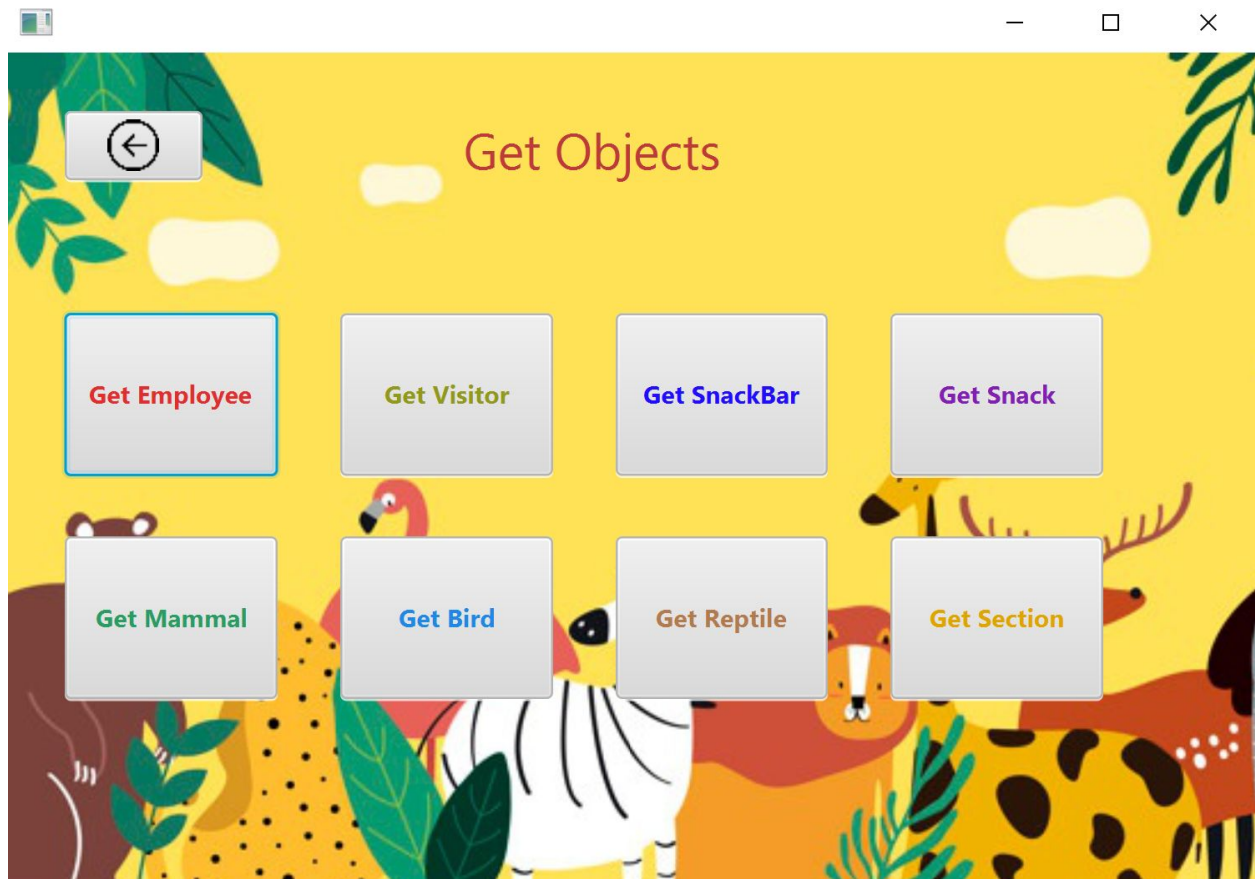 Get Objects
Get Employee
Get Visitor
Get SnackBar
Get Snack
Get Mammal
Get Bird
Get Reptile
Get Section